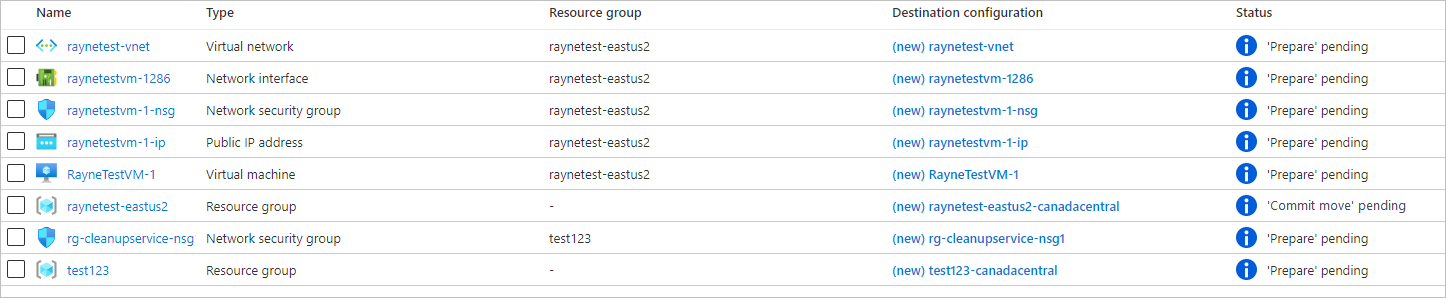 Name Type Resource group Destination configuration Status
raynetest-vnet Virtual network raynetest-eastus2 (new) raynetest-vnet 'Prepare' pending
raynetestvm-1286 Network interface raynetest-eastus2 (new) raynetestvm-1286 'Prepare' pending
raynetestvm-1-nsg Network security group raynetest-eastus2 (new) raynetestvm-1-nsg 'Prepare' pending
raynetestvm-1-ip Public IP address raynetest-eastus2 (new) raynetestvm-1-ip 'Prepare' pending
RayneTestVM-1 Virtual machine raynetest-eastus2 (new) RayneTestVM-1 'Prepare' pending
raynetest-eastus2 Resource group - (new) raynetest-eastus2-canadacentral 'Commit move' pending
rg-cleanupservice-nsg Network security group test123 (new) rg-cleanupservice-nsg1 'Prepare' pending
test123 Resource group - (new) test123-canadacentral 'Prepare' pending